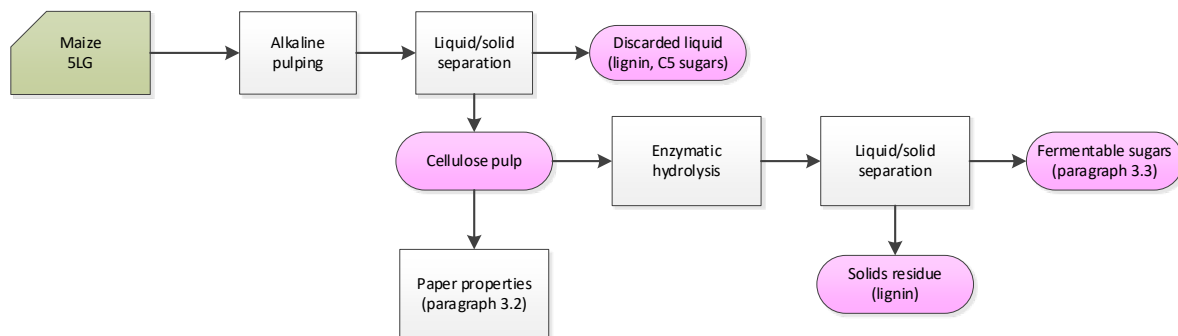 Maize
5LG
Alkaline
pulping
Liquid/solid
separation
Discarded liquid
(lignin, C5 sugars)
Cellulose pulp
Enzymatic
hydrolysis
Liquid/solid
separation
Fermentable sugars
(paragraph 3.3)
Paper properties
(paragraph 3.2)
Solids residue
(lignin)